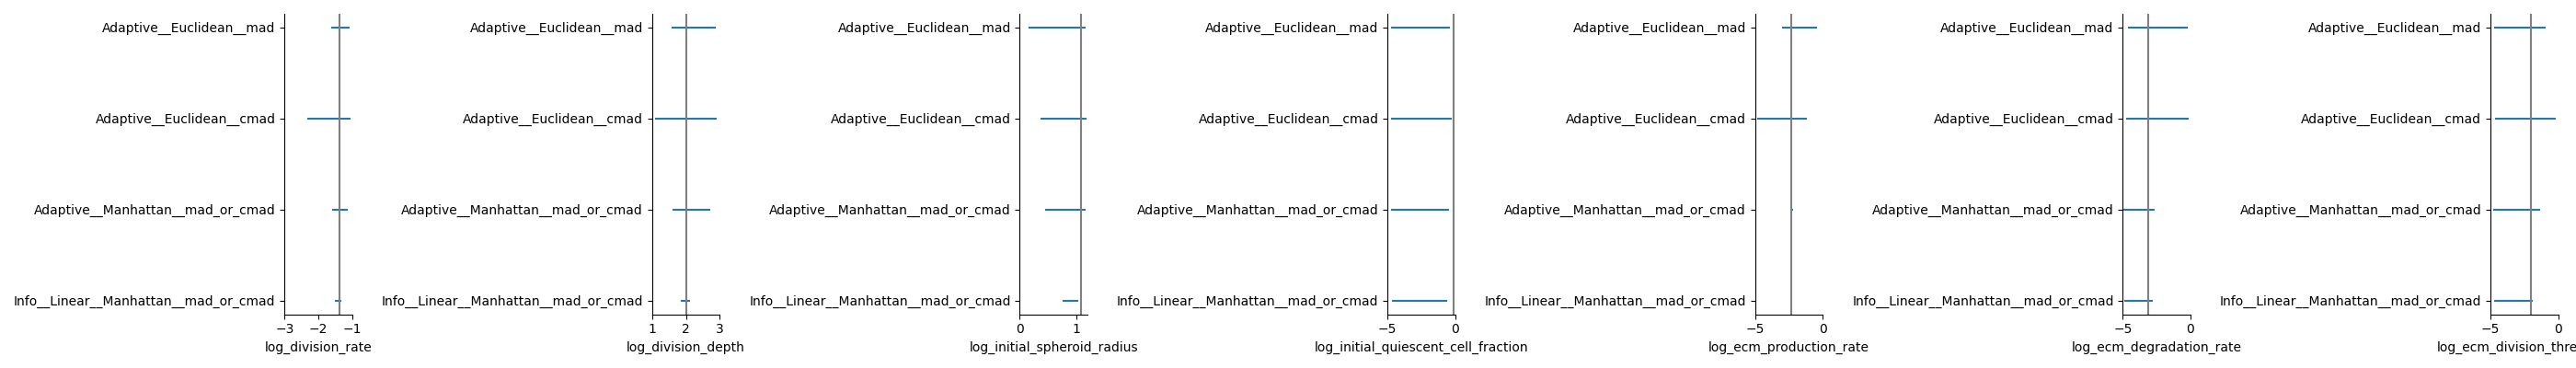 Adaptive__Euclidean__mad
Adaptive__Euclidean__cmad
Adaptive__Manhattan__mad_or_cmad
Info__Linear__Manhattan__mad_or_cmad
−3 −2 −1
log_division_rate
Adaptive__Euclidean__mad
Adaptive__Euclidean__cmad
Adaptive__Manhattan__mad_or_cmad
Info__Linear__Manhattan__mad_or_cmad
1 2 3
log_division_depth
Adaptive__Euclidean__mad
Adaptive__Euclidean__cmad
Adaptive__Manhattan__mad_or_cmad
Info__Linear__Manhattan__mad_or_cmad
0 1
log_initial_spheroid_radius
Adaptive__Euclidean__mad
Adaptive__Euclidean__cmad
Adaptive__Manhattan__mad_or_cmad
Info__Linear__Manhattan__mad_or_cmad
−5 0
log_initial_quiescent_cell_fraction
Adaptive__Euclidean__mad
Adaptive__Euclidean__cmad
Adaptive__Manhattan__mad_or_cmad
Info__Linear__Manhattan__mad_or_cmad
−5 0
log_ecm_production_rate
Adaptive__Euclidean__mad
Adaptive__Euclidean__cmad
Adaptive__Manhattan__mad_or_cmad
Info__Linear__Manhattan__mad_or_cmad
−5 0
log_ecm_degradation_rate
Adaptive__Euclidean__mad
Adaptive__Euclidean__cmad
Adaptive__Manhattan__mad_or_cmad
Info__Linear__Manhattan__mad_or_cmad
−5 0
log_ecm_division_thre